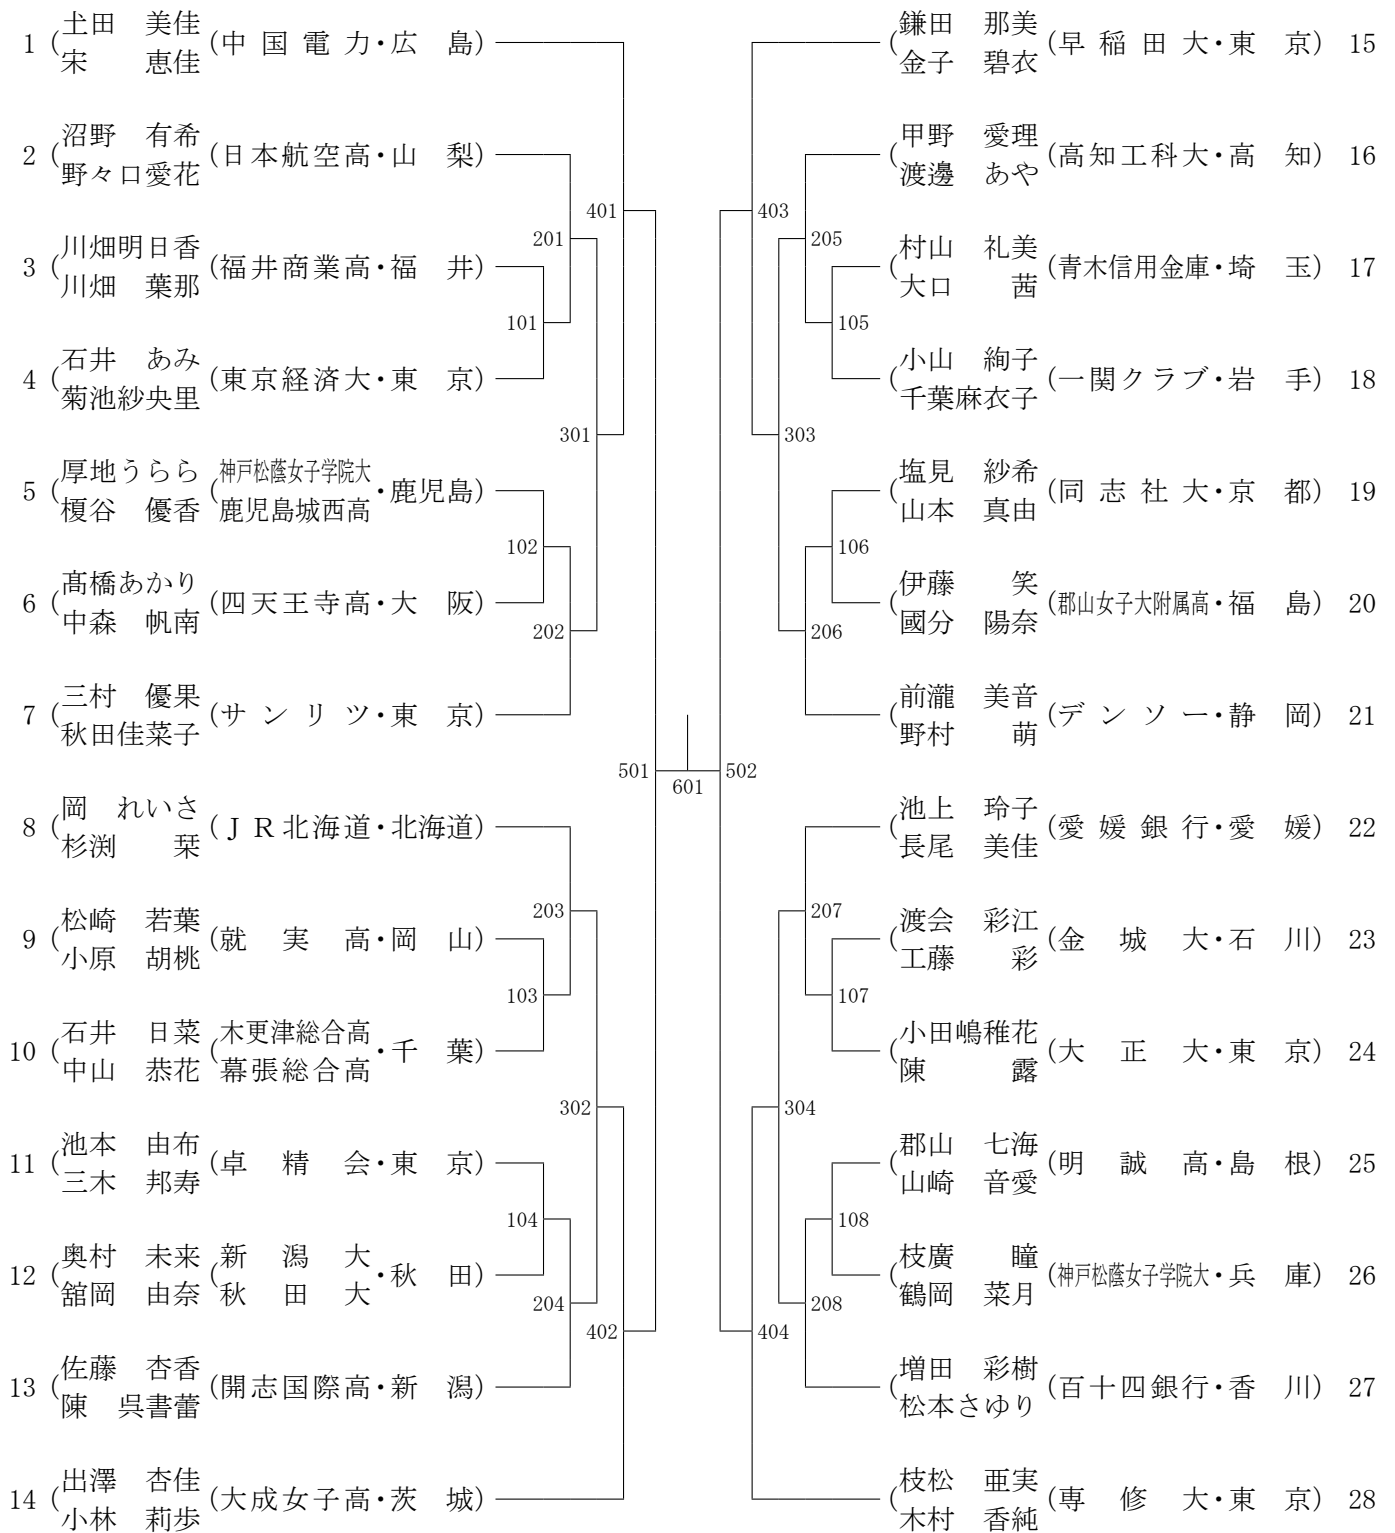 1 (土田 美佳 宋 恵佳 (中国電力・広島)
2 (沼野 有希 野々口愛花 (日本航空高・山梨)
3 (川畑明日香 川畑 葉那 (福井商業高・福井)
4 (石井 あみ 菊池紗央里 (東京経済大・東京)
5 (厚地うらら 榎谷 優香 (神戸松蔭女子学院大 鹿児島城西高・鹿児島)
6 (髙橋あかり 中森 帆南 (四天王寺高・大阪)
7 (三村 優果 秋田佳菜子 (サンリツ・東京)
8 (岡 れいさ 杉渕 栞 (JR北海道・北海道)
9 (松崎 若葉 小原 胡桃 (就実高・岡山)
10 (石井 日菜 中山 恭花 (木更津総合高 幕張総合高・千葉)
11 (池本 由布 三木 邦寿 (卓精会・東京)
12 (奥村 未来 舘岡 由奈 (新潟大 秋田大・秋田)
13 (佐藤 杏香 陳 呉書蕾 (開志国際高・新潟)
14 (出澤 杏佳 小林 莉歩 (大成女子高・茨城)
101
102
103
104
201
202
203
204
301
302
401
402
501
601
502
403
404
303
304
205
206
207
208
105
106
107
108
(鎌田 那美 金子 碧衣 (早稲田大・東京) 15
(甲野 愛理 渡邊 あや (高知工科大・高知) 16
(村山 礼美 大口 茜 (青木信用金庫・埼玉) 17
(小山 絢子 千葉麻衣子 (一関クラブ・岩手) 18
(塩見 紗希 山本 真由 (同志社大・京都) 19
(伊藤 笑 國分 陽奈 (郡山女子大附属高・福島) 20
(前瀧 美音 野村 萌 (デンソー・静岡) 21
(池上 玲子 長尾 美佳 (愛媛銀行・愛媛) 22
(渡会 彩江 工藤 彩 (金城大・石川) 23
(小田嶋稚花 陳 露 (大正大・東京) 24
(郡山 七海 山崎 音愛 (明誠高・島根) 25
(枝廣 瞳 鶴岡 菜月 (神戸松蔭女子学院大・兵庫) 26
(増田 彩樹 松本さゆり (百十四銀行・香川) 27
(枝松 亜実 木村 香純 (専修大・東京) 28